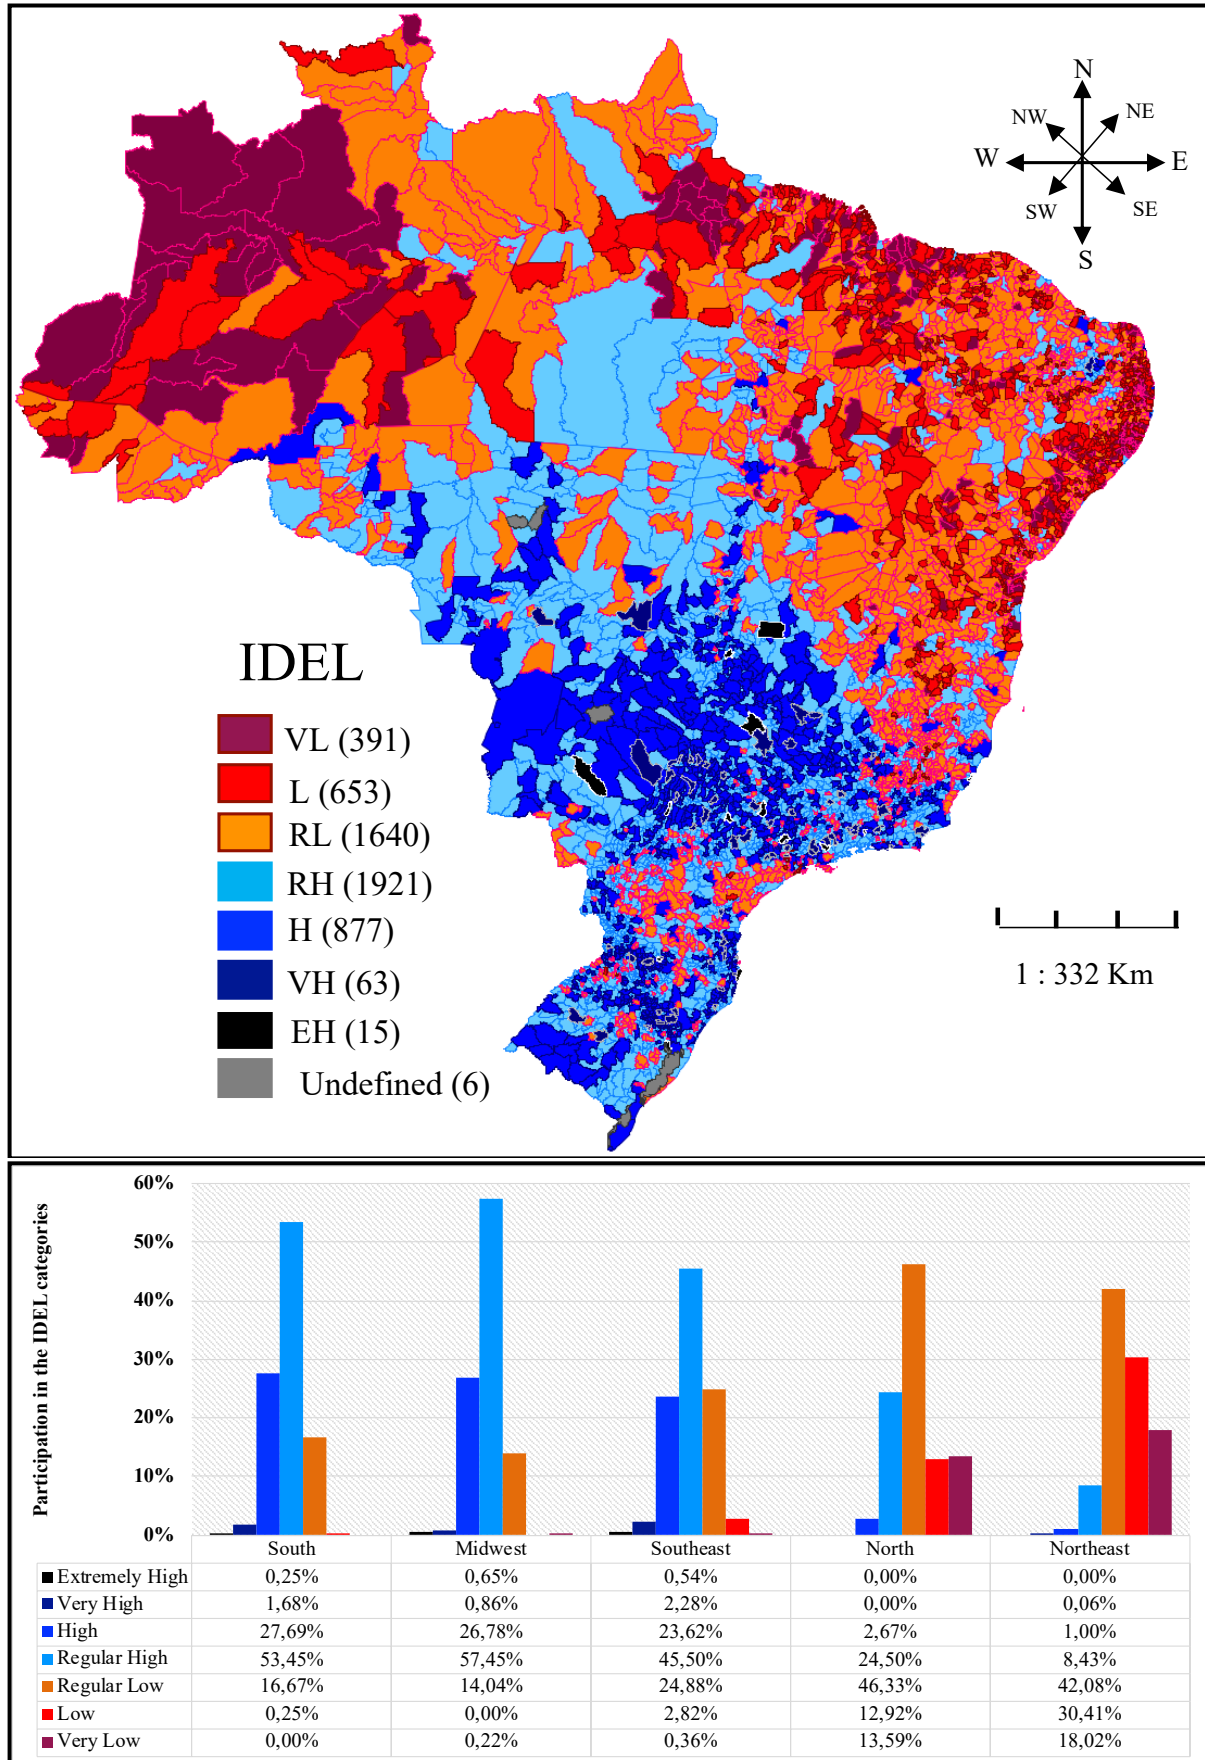 N
NW NE
W E
SW SE
S
IDEL
VL (391)
L (653)
RL (1640)
RH (1921)
H (877)
VH (63)
EH (15)
Undefined (6)
1 : 332 Km
Participation in the IDEL categories
60%
50%
40%
30%
20%
10%
0%
South Midwest Southeast North Northeast
Extremely High 0,25% 0,65% 0,54% 0,00% 0,00%
Very High 1,68% 0,86% 2,28% 0,00% 0,06%
High 27,69% 26,78% 23,62% 2,67% 1,00%
Regular High 53,45% 57,45% 45,50% 24,50% 8,43%
Regular Low 16,67% 14,04% 24,88% 46,33% 42,08%
Low 0,25% 0,00% 2,82% 12,92% 30,41%
Very Low 0,00% 0,22% 0,36% 13,59% 18,02%